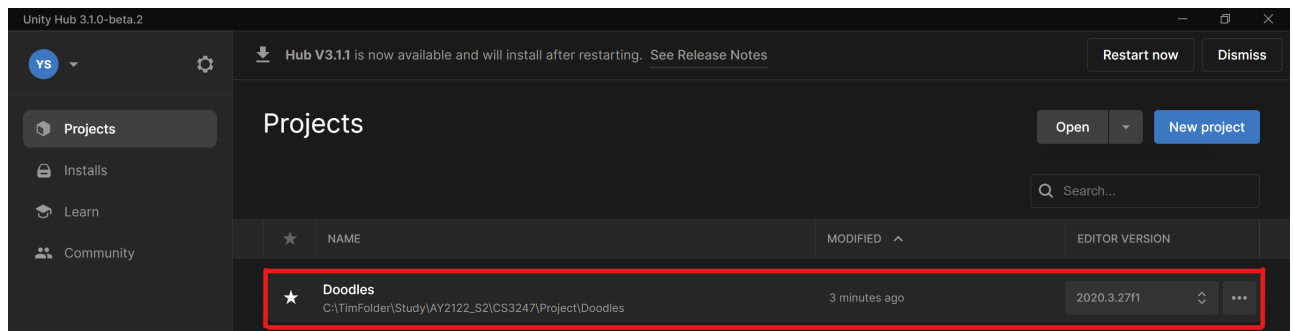 Unity Hub 3.1.0-beta.2
YS
Hub V3.1.1 is now available and will install after restarting. See Release Notes
Restart now
Dismiss
Projects
Installs
Learn
Community
Projects
Open
New project
Search...
NAME
MODIFIED
EDITOR VERSION
Doodles
C:\TimFolder\Study\AY2122_S2\CS3247\Project\Doodles
3 minutes ago
2020.3.27f1